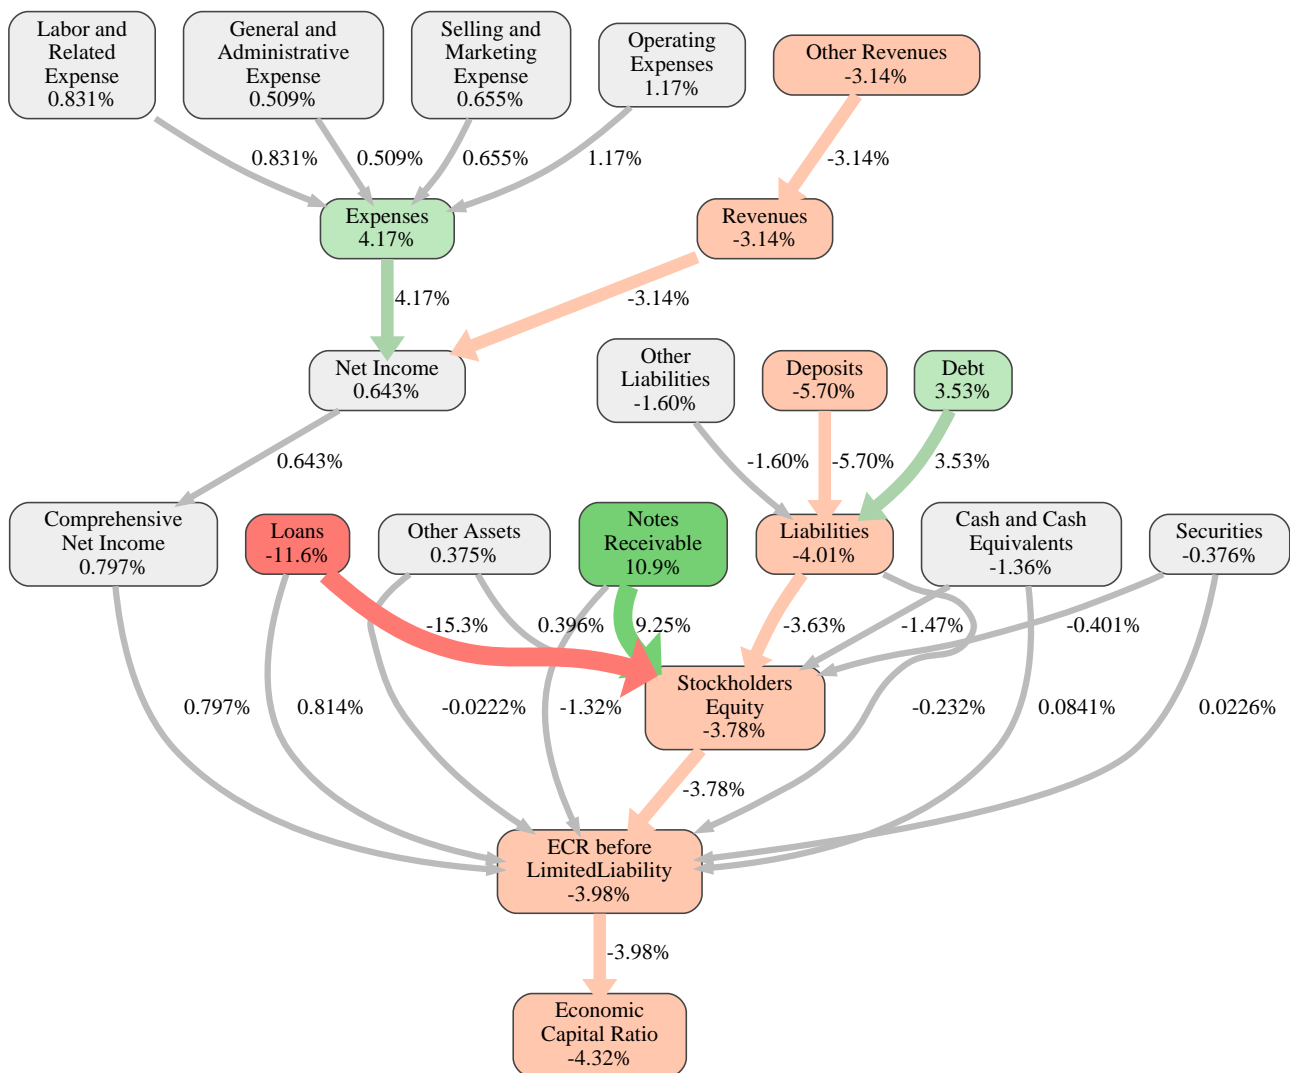 Labor and
Related
Expense
0.831%
General and
Administrative
Expense
0.509%
Selling and
Marketing
Expense
0.655%
Operating
Expenses
1.17%
Other Revenues
-3.14%
0.831%
0.509%
0.655%
1.17%
-3.14%
Expenses
4.17%
Revenues
-3.14%
4.17%
-3.14%
Net Income
0.643%
Other
Liabilities
-1.60%
Deposits
-5.70%
Debt
3.53%
0.643%
-1.60%
-5.70%
3.53%
Comprehensive
Net Income
0.797%
Loans
-11.6%
Other Assets
0.375%
Notes
Receivable
10.9%
Liabilities
-4.01%
Cash and Cash
Equivalents
-1.36%
Securities
-0.376%
-15.3%
0.396%
9.25%
-3.63%
-1.47%
-0.401%
Stockholders
Equity
-3.78%
0.797%
0.814%
-0.0222%
-1.32%
-0.232%
0.0841%
0.0226%
-3.78%
ECR before
LimitedLiability
-3.98%
-3.98%
Economic
Capital Ratio
-4.32%